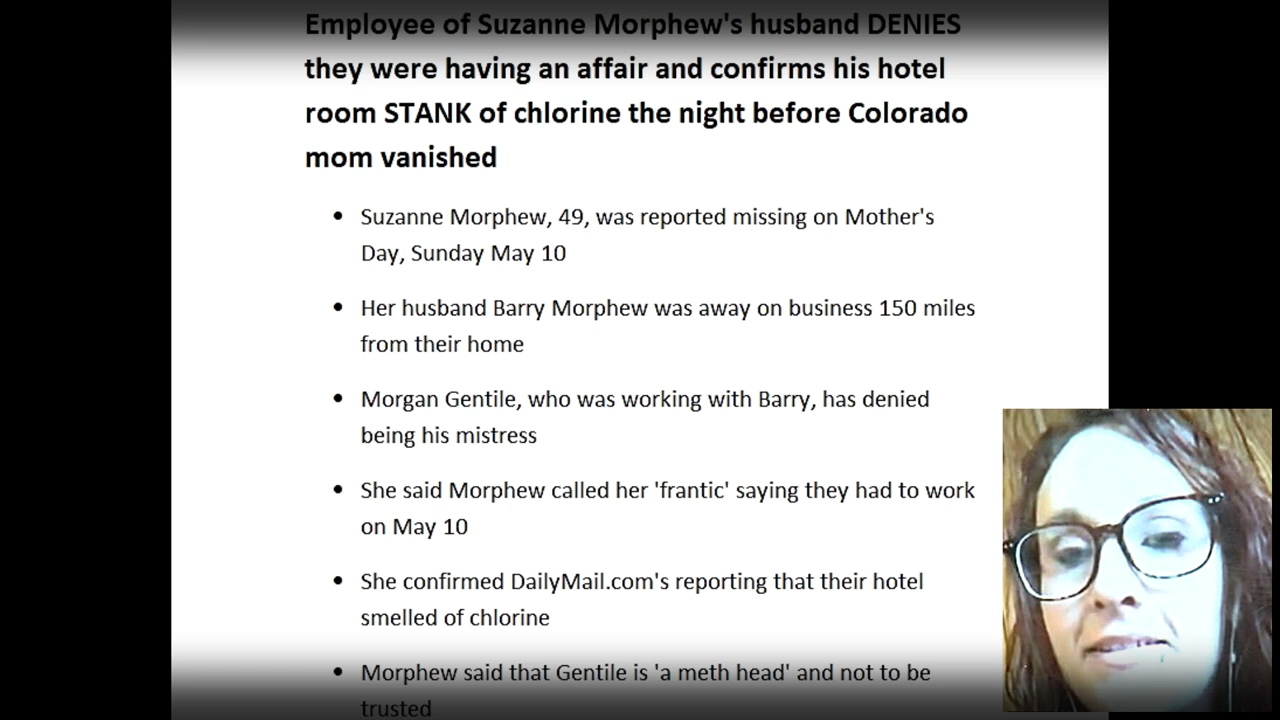 Employee of Suzanne Morphew's husband DENIES
they were having an affair and confirms his hotel
room STANK of chlorine the night before Colorado
mom vanished
• Suzanne Morphew, 49, was reported missing on Mother's
Day, Sunday May 10
• Her husband Barry Morphew was away on business 150 miles
from their home
• Morgan Gentile, who was working with Barry, has denied
being his mistress
• She said Morphew called her 'frantic' saying they had to work
on May 10
• She confirmed DailyMail.com's reporting that their hotel
smelled of chlorine
• Morphew said that Gentile is 'a meth head' and not to be
trusted